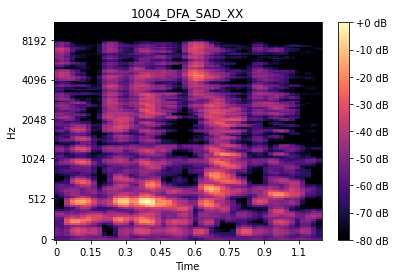 1004_DFA_SAD_XX
Hz
8192
4096
2048
1024
512
0
0 0.15 0.3 0.45 0.6 0.75 0.9 1.1
Time
+0 dB
-10 dB
-20 dB
-30 dB
-40 dB
-50 dB
-60 dB
-70 dB
-80 dB